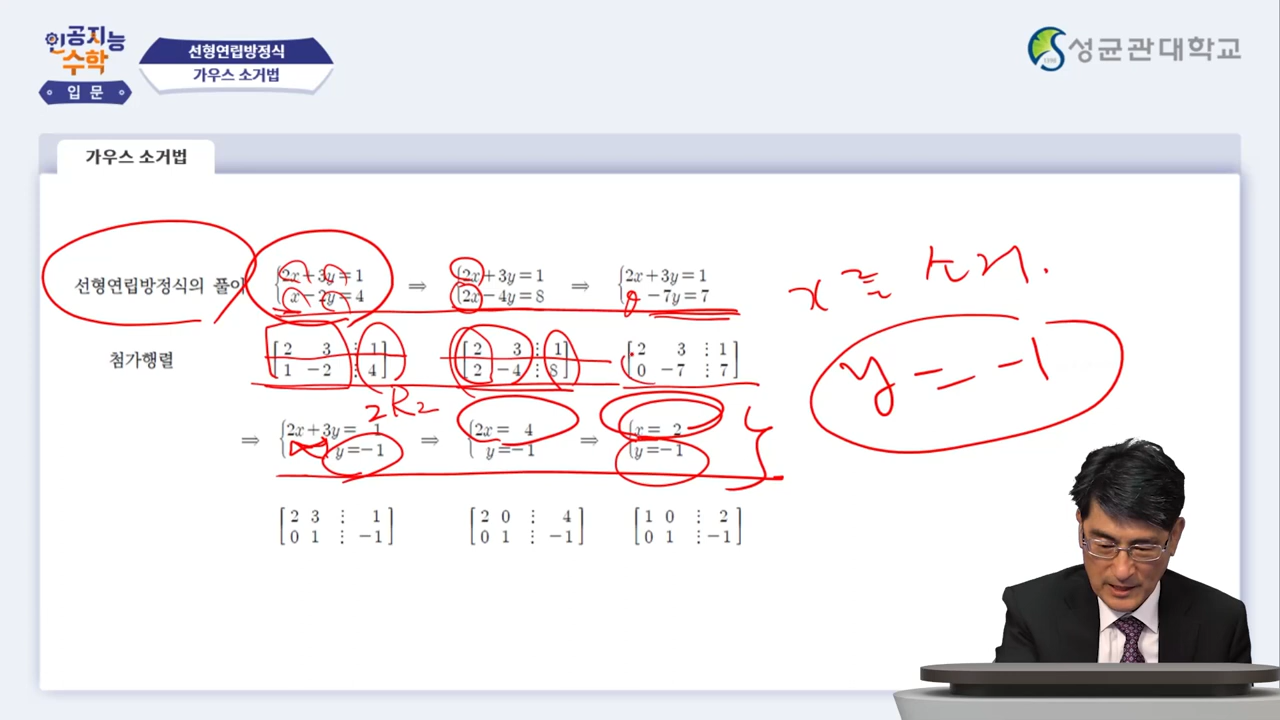 인공지능
수학
입문
선형연립방정식
가우스 소거법
성균관대학교
가우스 소거법
선형연립방정식의 풀이 {2x+3y=1 ⇒ {2x+3y=1 ⇒ {2x+3y=1
x-2y=4 2x-4y=8 0 -7y=7
x를 소거.
첨가행렬 [2 3 ⋮ 1] [2 3 ⋮ 1] [2 3 ⋮ 1]
[1 -2 ⋮ 4] [2 -4 ⋮ 8] [0 -7 ⋮ 7]
y=-1
2R2
⇒ {2x+3y= 1 ⇒ {2x= 4 ⇒ {x= 2
y=-1 y=-1 y=-1
[2 3 ⋮ 1] [2 0 ⋮ 4] [1 0 ⋮ 2]
[0 1 ⋮ -1] [0 1 ⋮ -1] [0 1 ⋮ -1]